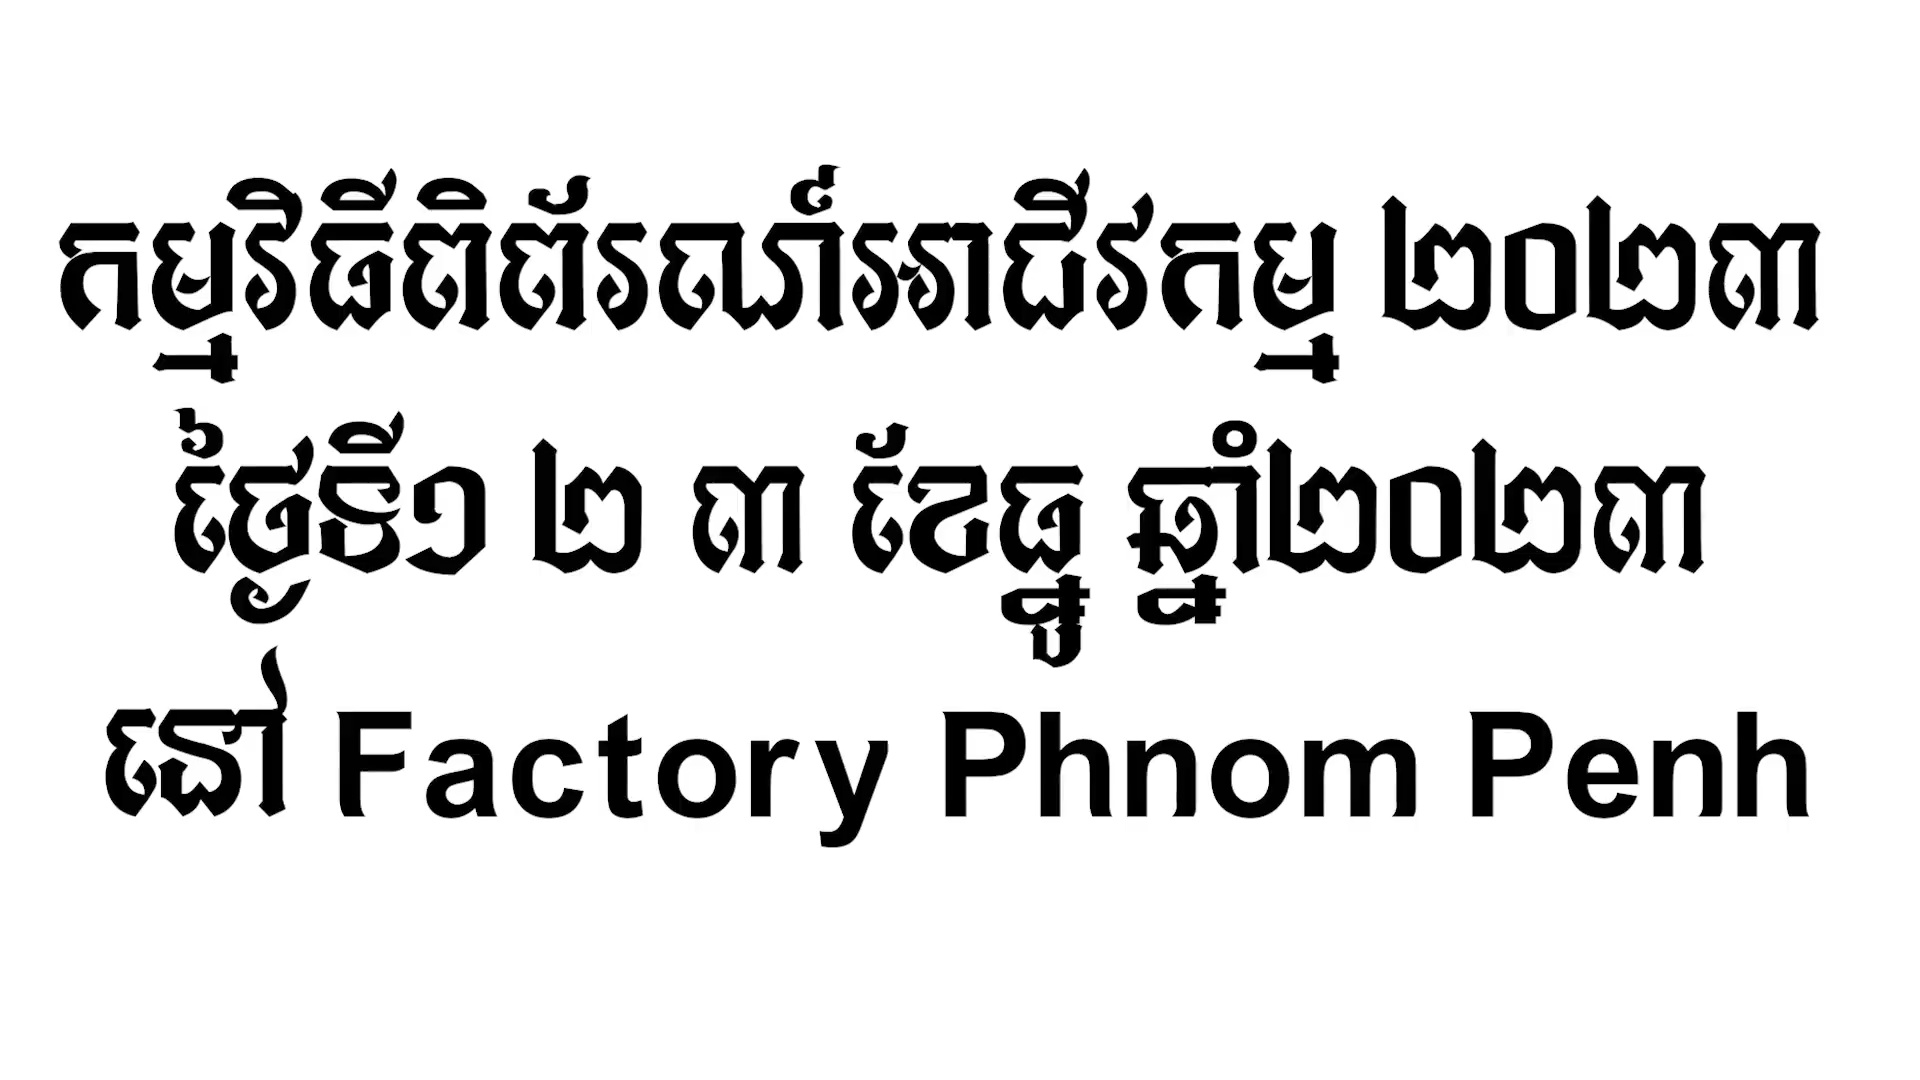 កម្មវិធីពិព័រណ៍អាជីវកម្ម ២០២៣
ថ្ងៃទី១ ២ ៣ ខែធ្នូ ឆ្នាំ២០២៣
នៅ Factory Phnom Penh